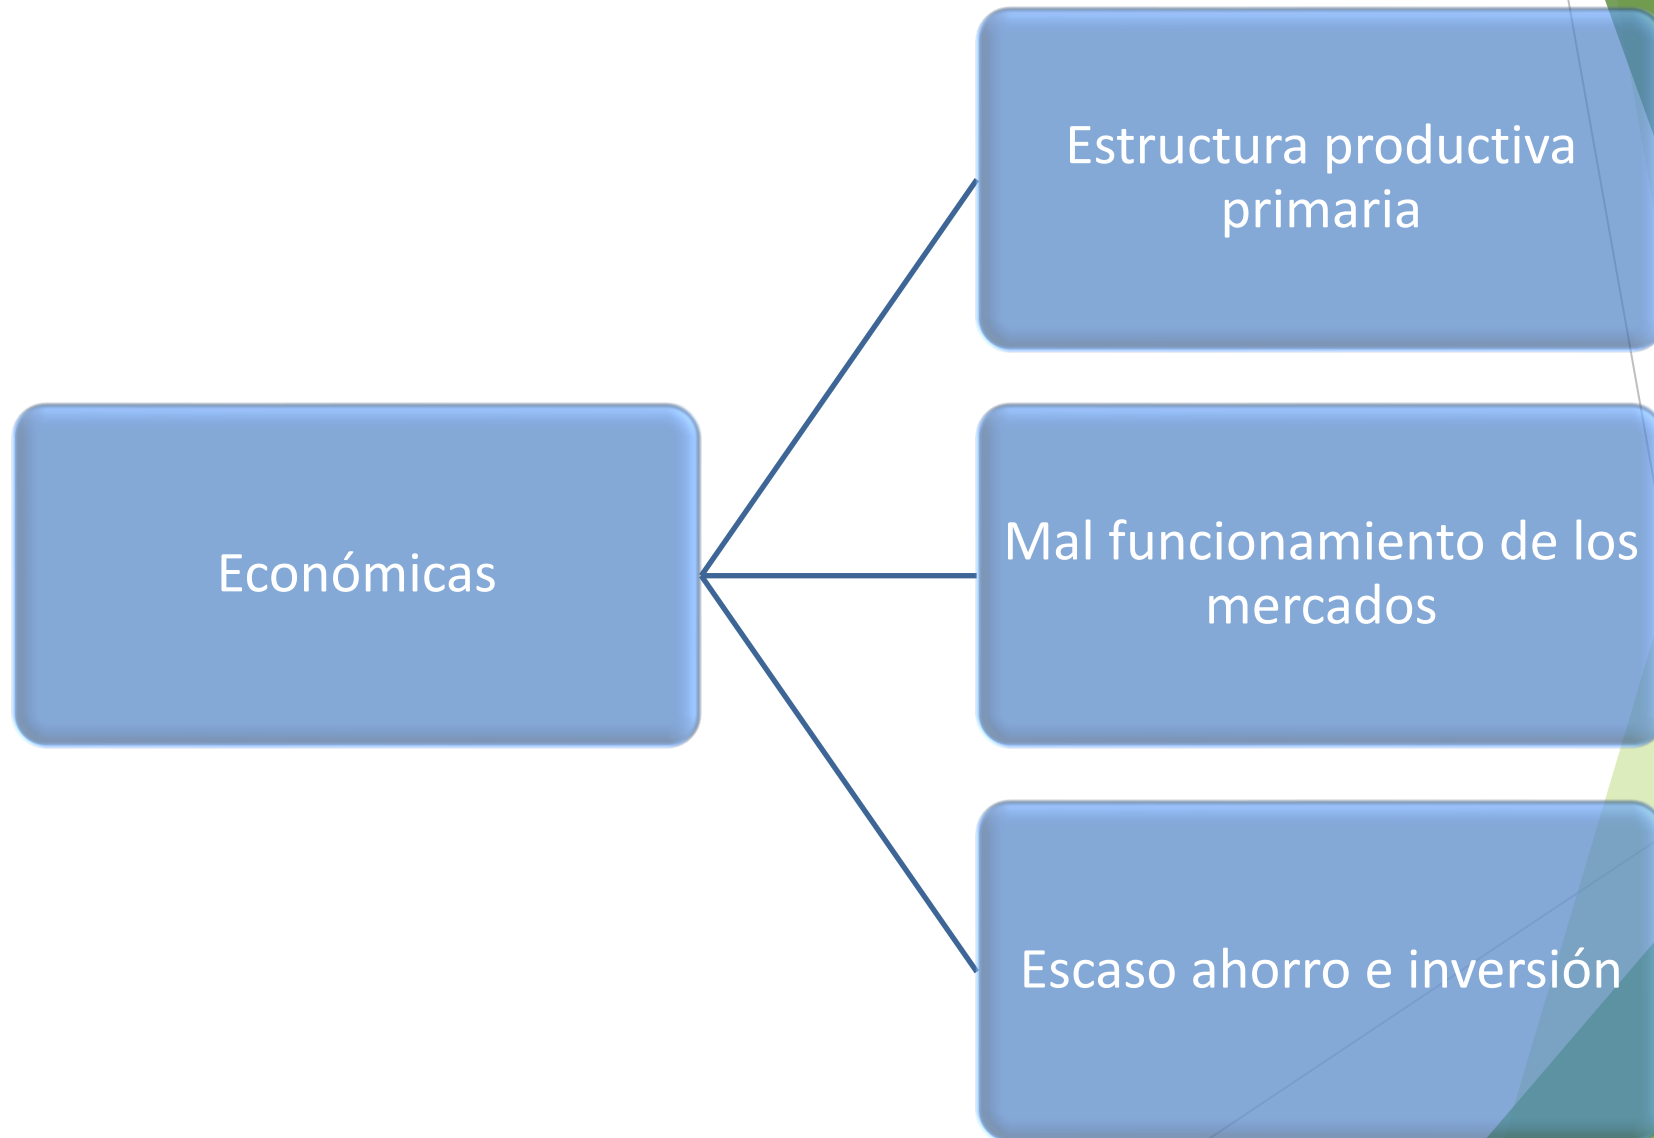 Económicas
Estructura productiva
primaria
Mal funcionamiento de los
mercados
Escaso ahorro e inversión